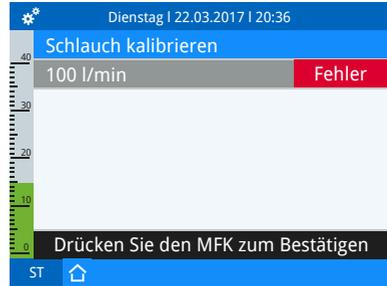 Dienstag l 22.03.2017 l 20:36
Schlauch kalibrieren
100 l/min Fehler
40
30
20
10
0
Drücken Sie den MFK zum Bestätigen
ST